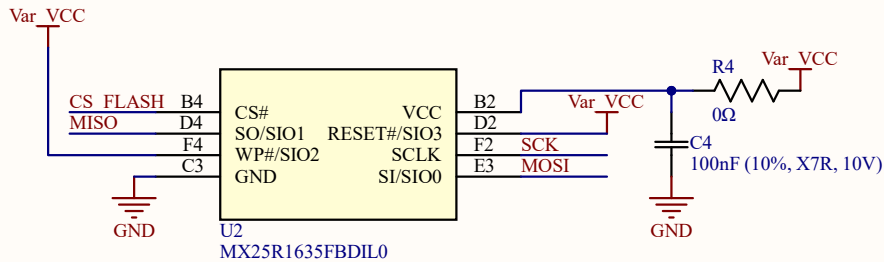 Var_VCC
CS_FLASH B4 CS# VCC B2
MISO D4 SO/SIO1 RESET#/SIO3 D2 Var_VCC
F4 WP#/SIO2 SCLK F2 SCK
C3 GND SI/SIO0 E3 MOSI
GND
U2
MX25R1635FBDIL0
R4
0Ω
Var_VCC
C4
100nF (10%, X7R, 10V)
GND